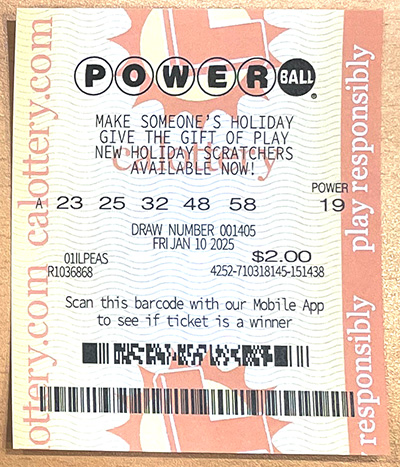 POWERBALL®
MAKE SOMEONE'S HOLIDAY
GIVE THE GIFT OF PLAY
NEW HOLIDAY SCRATCHERS
AVAILABLE NOW!
calottery
POWER
A 23 25 32 48 58 19
DRAW NUMBER 001405
FRI JAN 10 2025
01ILPEAS $2.00
R1036868 4252-710318145-151438
Scan this barcode with our Mobile App
to see if ticket is a winner
ottery.com calottery.com
play responsibly
responsibly